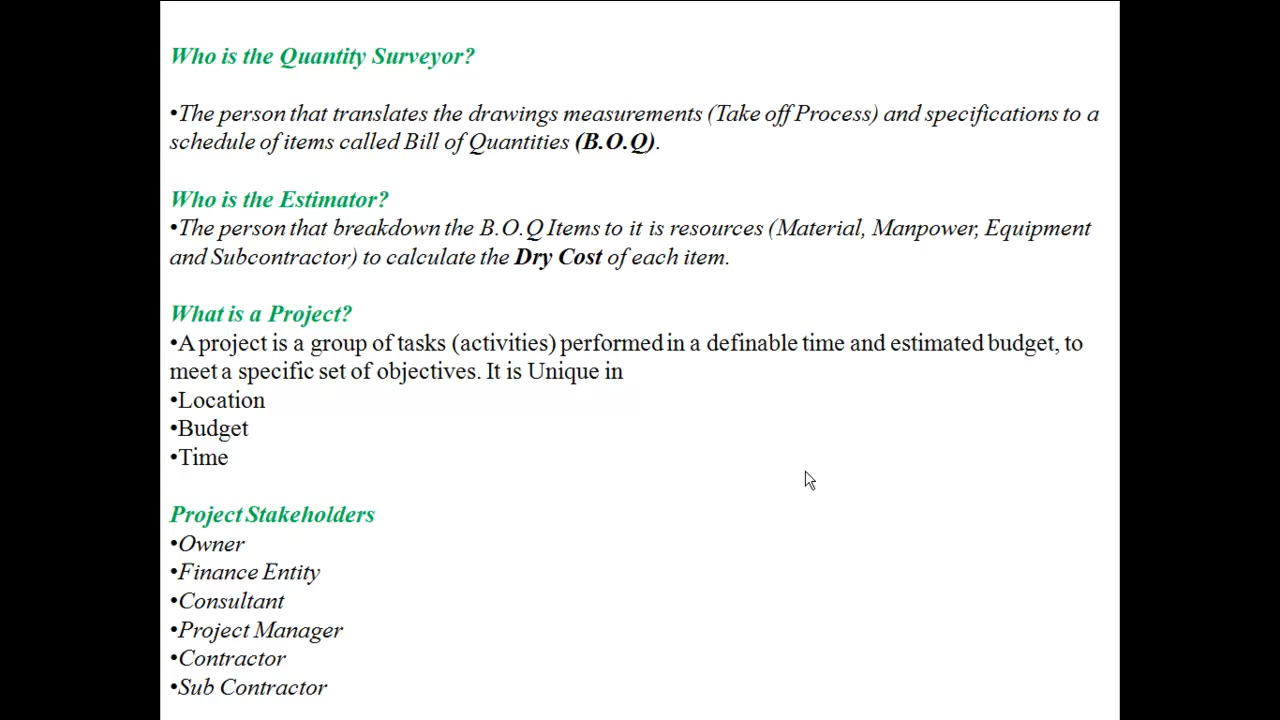 Who is the Quantity Surveyor?
•The person that translates the drawings measurements (Take off Process) and specifications to a
schedule of items called Bill of Quantities (B.O.Q).
Who is the Estimator?
•The person that breakdown the B.O.Q Items to it is resources (Material, Manpower, Equipment
and Subcontractor) to calculate the Dry Cost of each item.
What is a Project?
•A project is a group of tasks (activities) performed in a definable time and estimated budget, to
meet a specific set of objectives. It is Unique in
•Location
•Budget
•Time
Project Stakeholders
•Owner
•Finance Entity
•Consultant
•Project Manager
•Contractor
•Sub Contractor